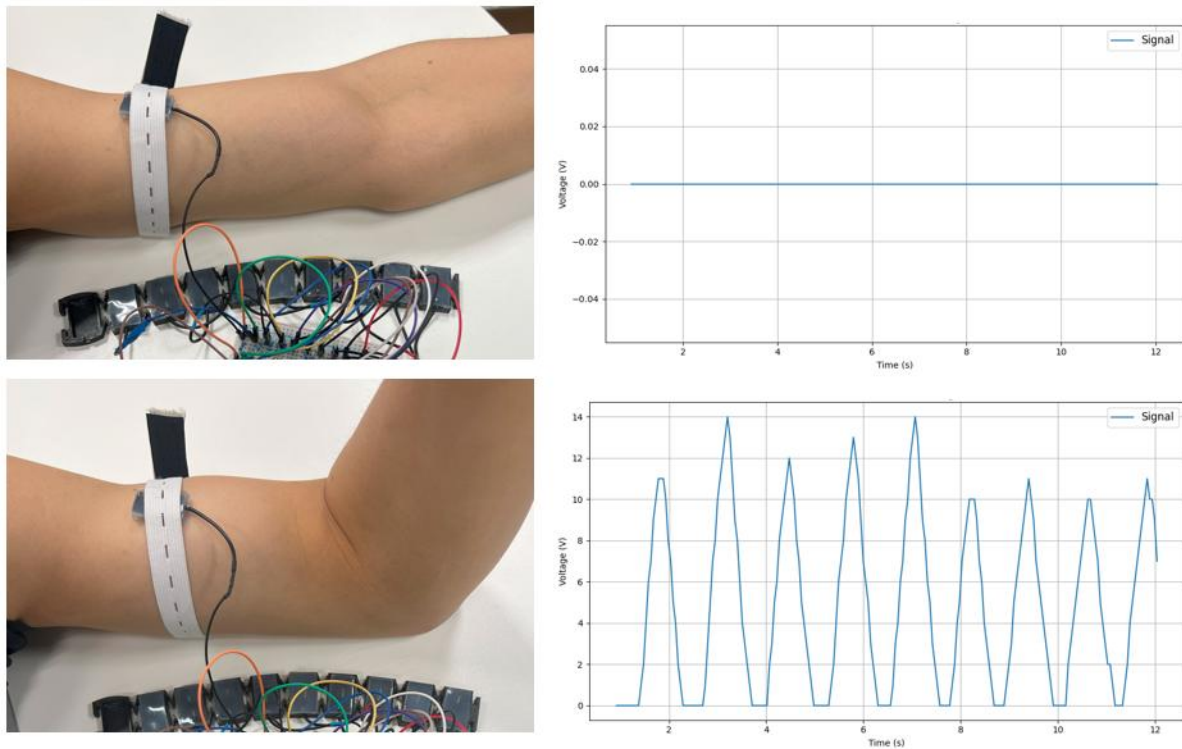 Signal
0.04
0.02
0.00
−0.02
−0.04
Voltage (V)
2 4 6 8 10 12
Time (s)
Signal
14
12
10
8
6
4
2
0
Voltage (V)
2 4 6 8 10 12
Time (s)